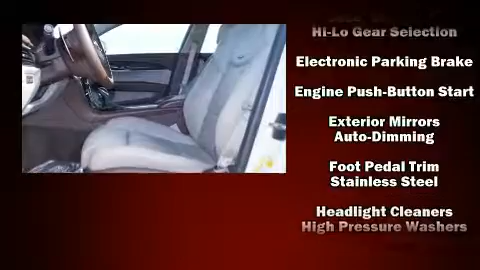 Hi-Lo Gear Selection
Electronic Parking Brake
Engine Push-Button Start
Exterior Mirrors
Auto-Dimming
Foot Pedal Trim
Stainless Steel
Headlight Cleaners
High Pressure Washers